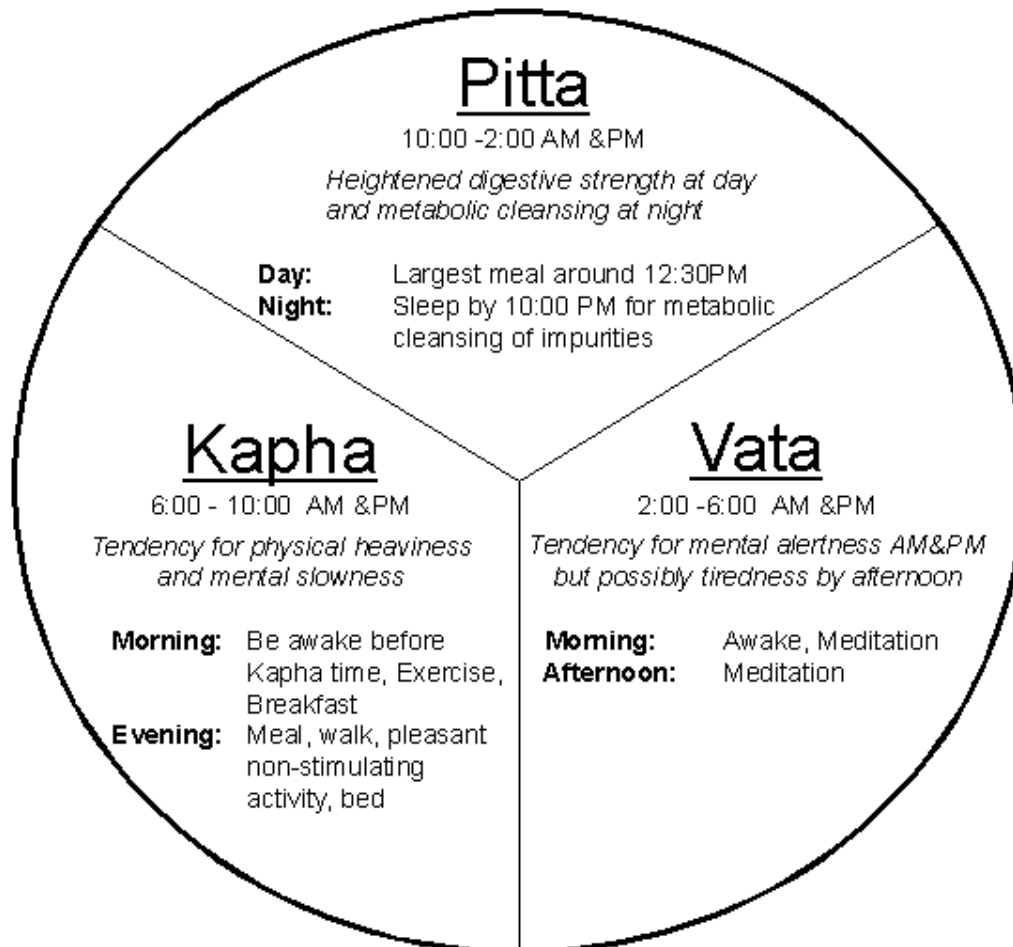 Pitta
10:00 -2:00 AM &PM
Heightened digestive strength at day
and metabolic cleansing at night
Day: Largest meal around 12:30PM
Night: Sleep by 10:00 PM for metabolic
cleansing of impurities
Kapha
6:00 - 10:00 AM &PM
Tendency for physical heaviness
and mental slowness
Morning: Be awake before
Kapha time, Exercise,
Breakfast
Evening: Meal, walk, pleasant
non-stimulating
activity, bed
Vata
2:00 -6:00 AM &PM
Tendency for mental alertness AM&PM
but possibly tiredness by afternoon
Morning: Awake, Meditation
Afternoon: Meditation